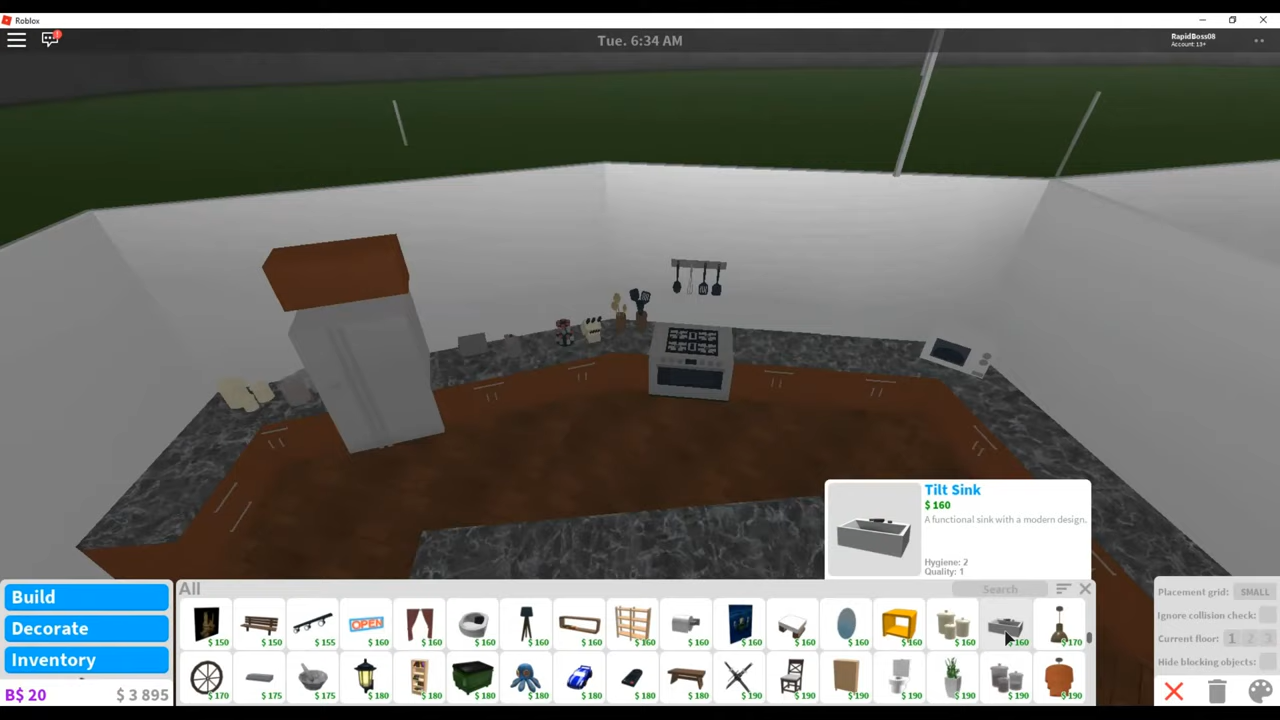 Roblox
Tue. 6:34 AM
RapidBoss08
Account: 13+
Tilt Sink
$ 160
A functional sink with a modern design.
Hygiene: 2
Quality: 1
All
Search
Build
Decorate
Inventory
B$ 20
$ 3 895
$ 150
$ 150
$ 155
OPEN
$ 160
$ 160
$ 160
$ 160
$ 160
$ 160
$ 160
$ 160
$ 160
$ 160
$ 160
$ 160
$ 160
$ 170
$ 170
$ 175
$ 175
$ 180
$ 180
$ 180
$ 180
$ 180
$ 180
$ 180
$ 190
$ 190
$ 190
$ 190
$ 190
$ 190
$ 190
Placement grid: SMALL
Ignore collision check:
Current floor: 1 2 3
Hide blocking objects: